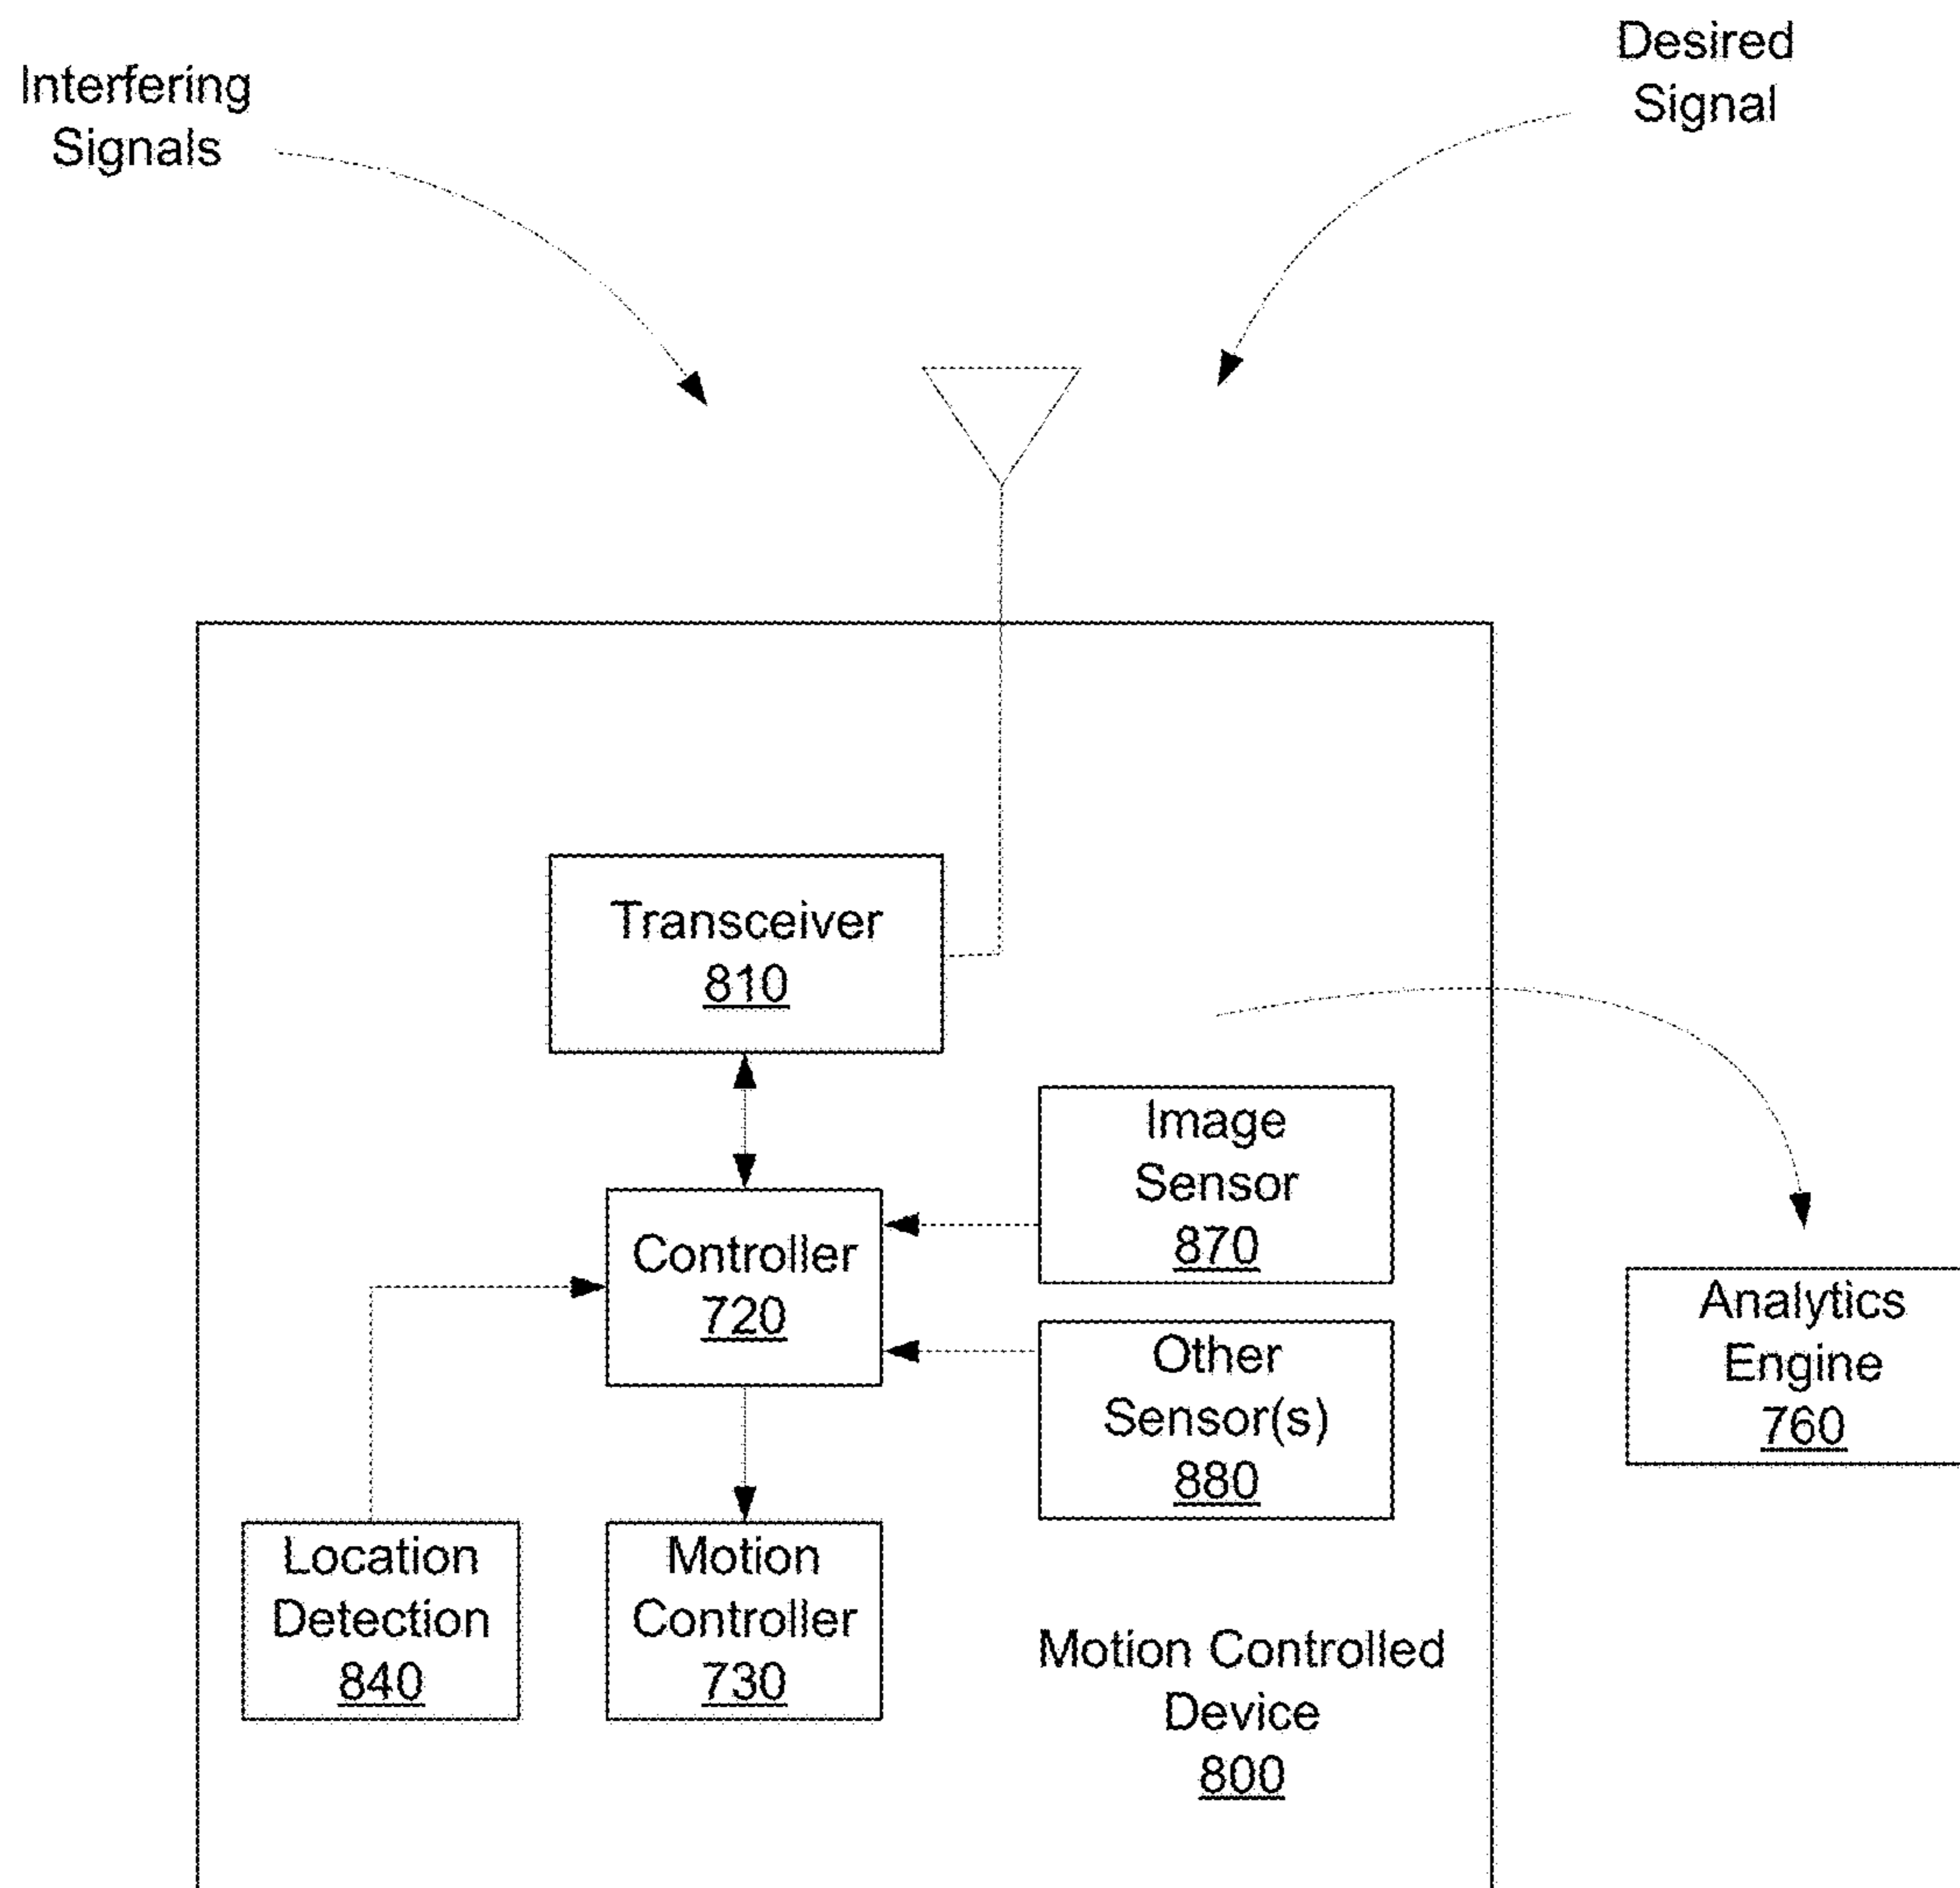 Interfering
Signals
Desired
Signal
Transceiver
810
Image
Sensor
870
Controller
720
Other
Sensor(s)
880
Analytics
Engine
760
Location
Detection
840
Motion
Controller
730
Motion Controlled
Device
800